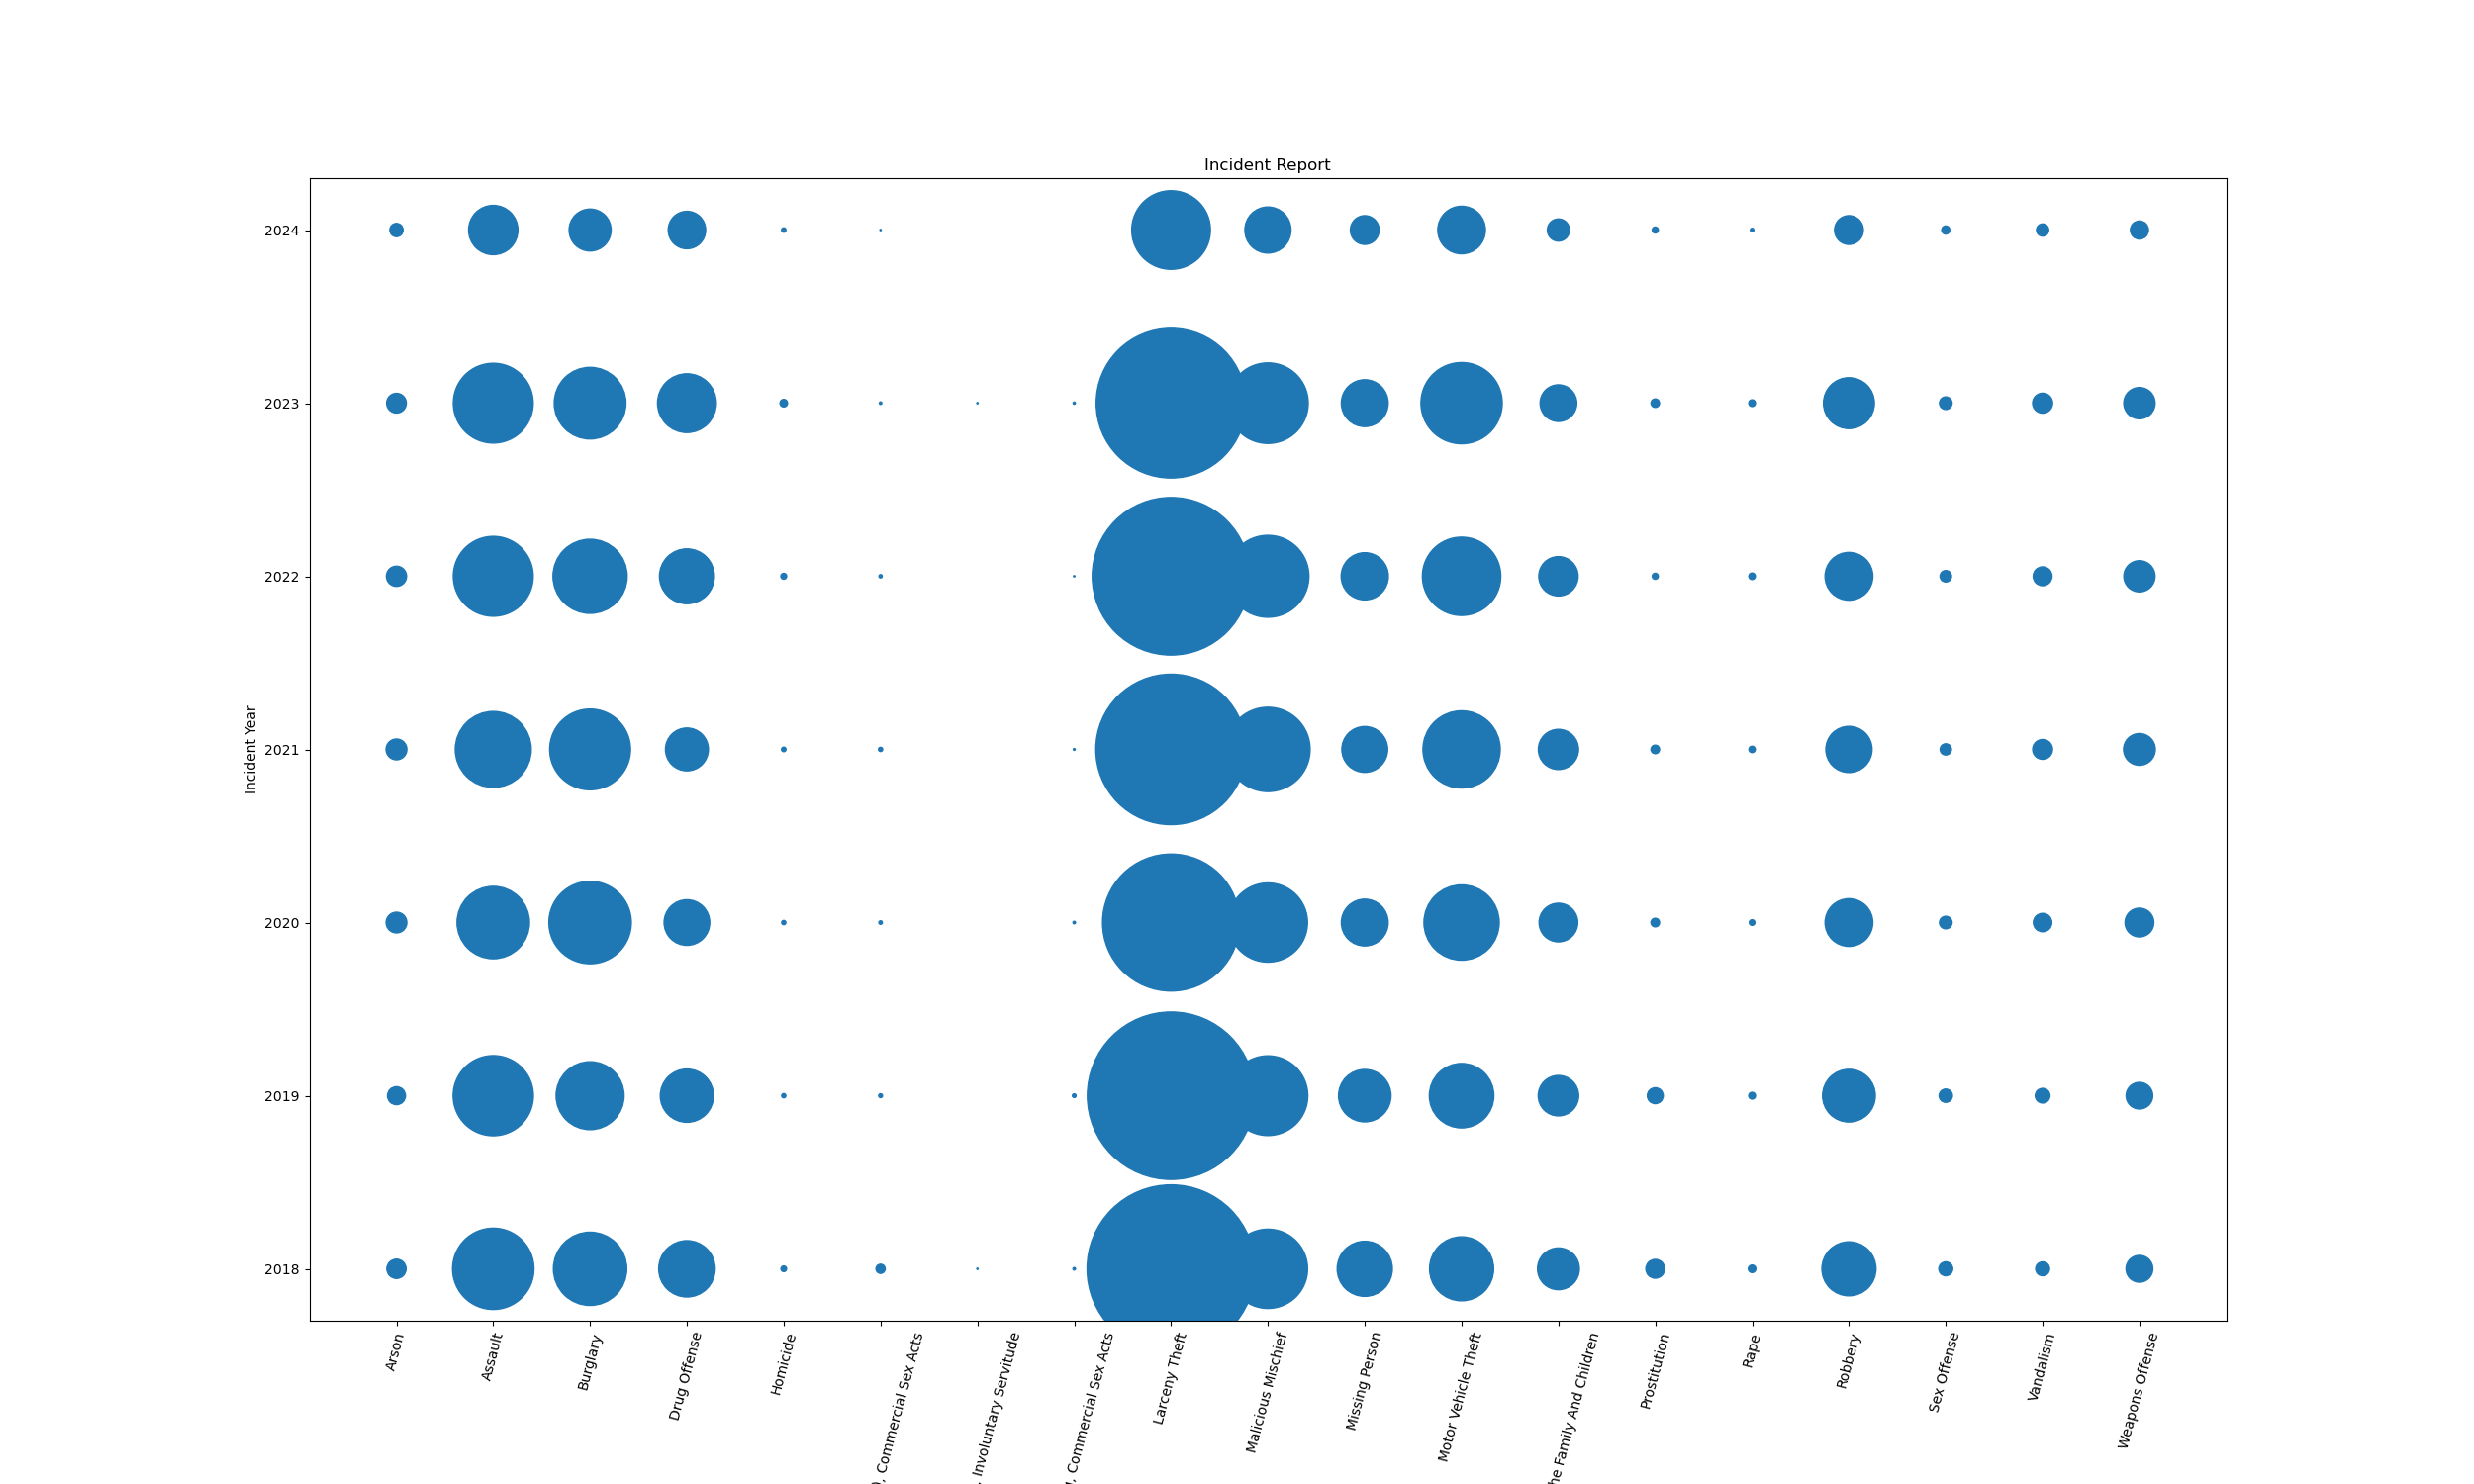 Incident Report
Incident Year
2024
2023
2022
2021
2020
2019
2018
Arson
Assault
Burglary
Drug Offense
Homicide
, Commercial Sex Acts
, Involuntary Servitude
, Commercial Sex Acts
Larceny Theft
Malicious Mischief
Missing Person
Motor Vehicle Theft
he Family And Children
Prostitution
Rape
Robbery
Sex Offense
Vandalism
Weapons Offense